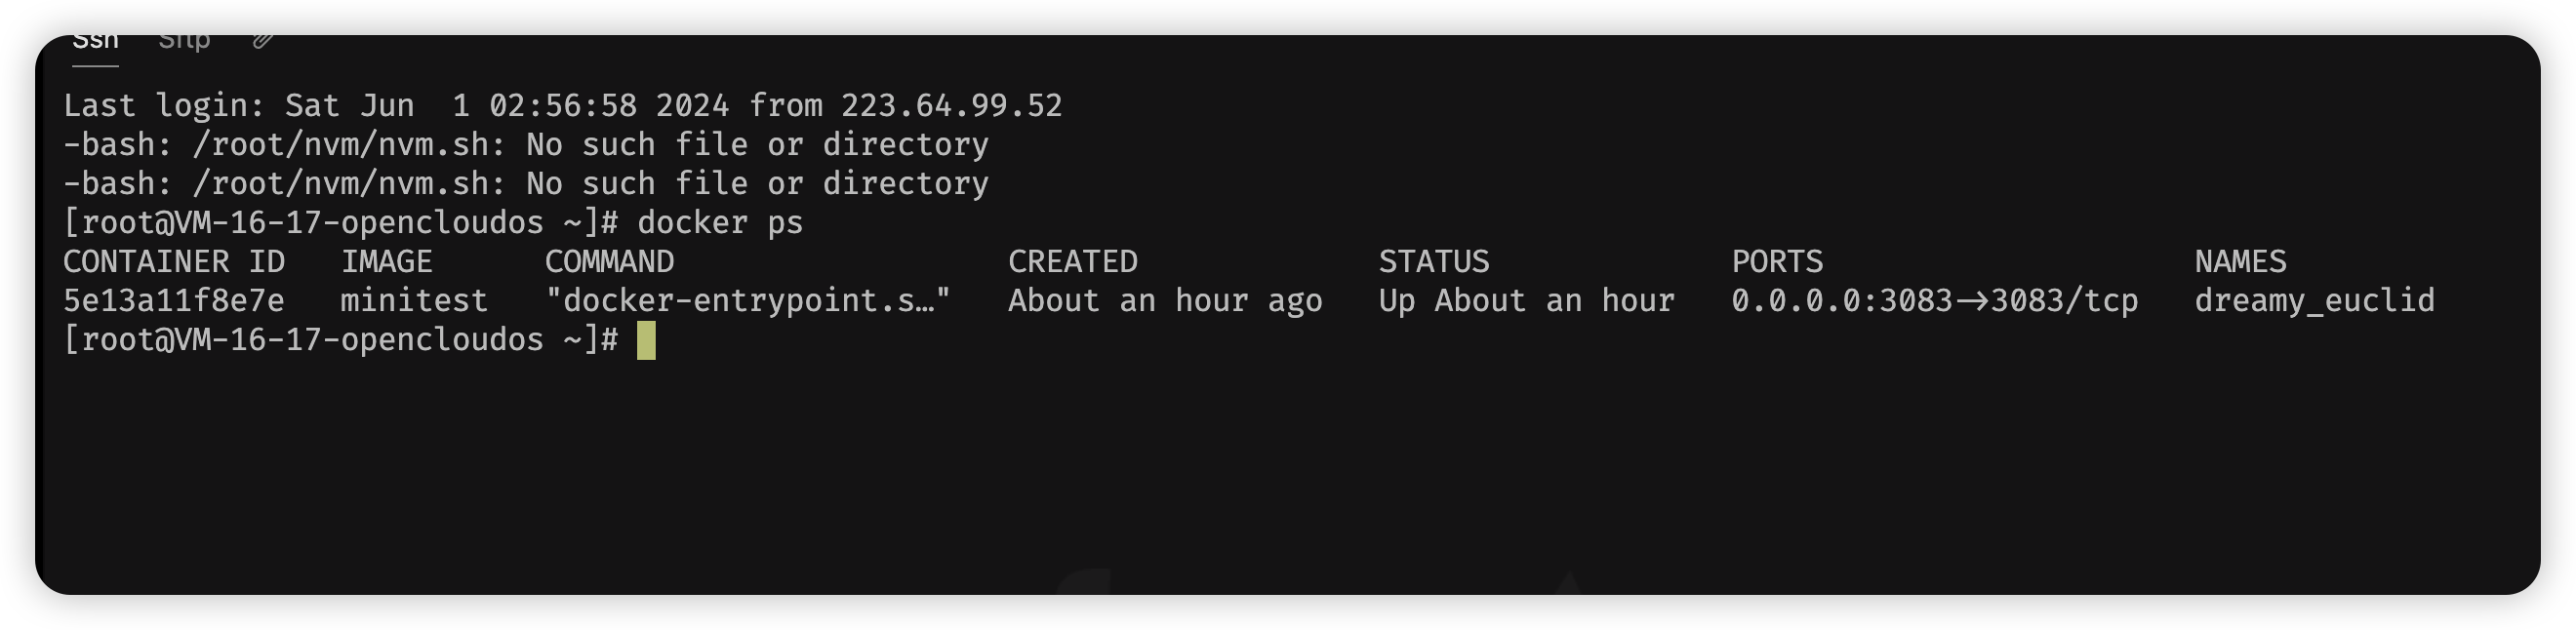 Ssh Sftp
Last login: Sat Jun  1 02:56:58 2024 from 223.64.99.52
-bash: /root/nvm/nvm.sh: No such file or directory
-bash: /root/nvm/nvm.sh: No such file or directory
[root@VM-16-17-opencloudos ~]# docker ps
CONTAINER ID   IMAGE      COMMAND                  CREATED             STATUS             PORTS                    NAMES
5e13a11f8e7e   minitest   "docker-entrypoint.s…"   About an hour ago   Up About an hour   0.0.0.0:3083->3083/tcp   dreamy_euclid
[root@VM-16-17-opencloudos ~]#